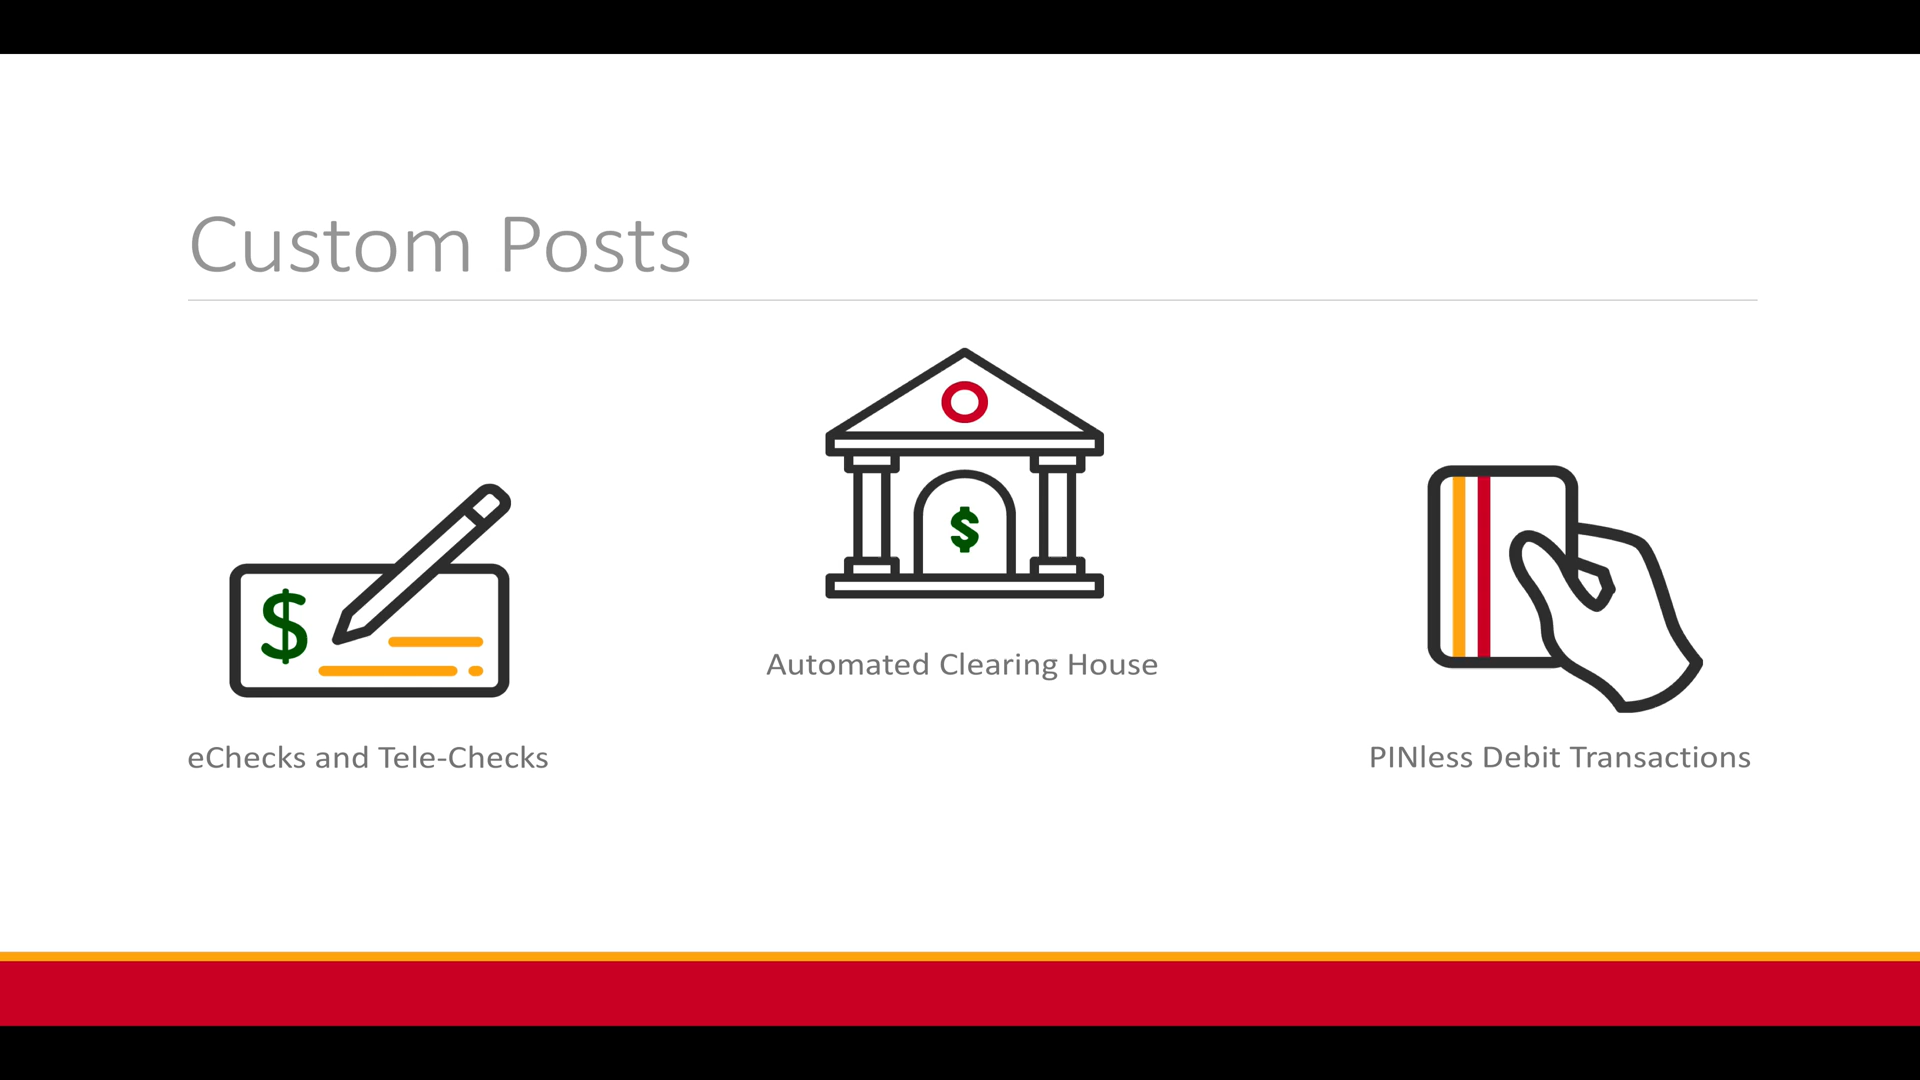 Custom Posts
$
$
Automated Clearing House
eChecks and Tele-Checks
PINless Debit Transactions